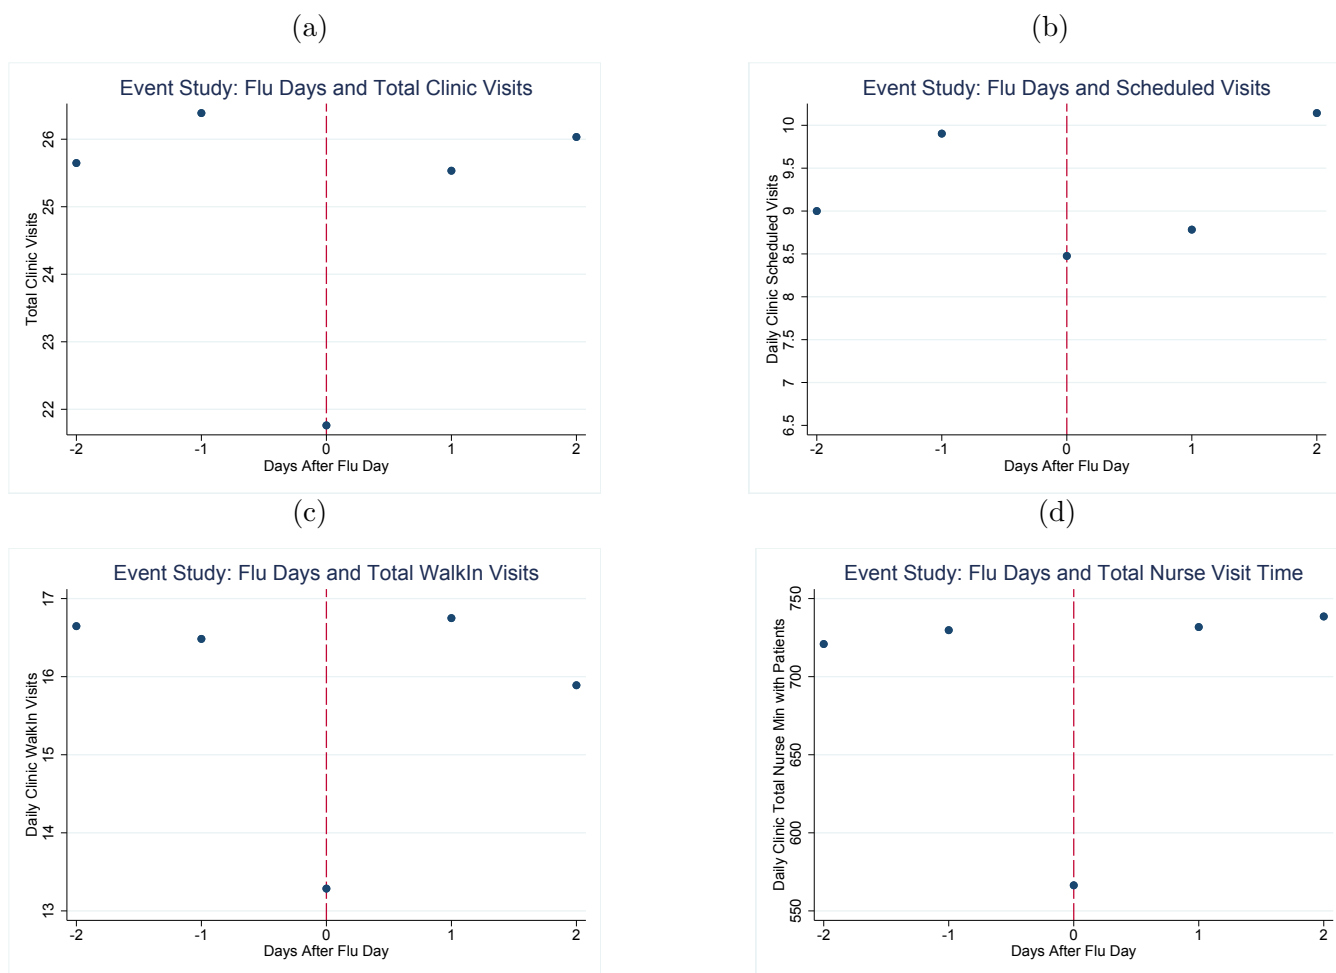 (a)
Event Study: Flu Days and Total Clinic Visits
Total Clinic Visits
26
25
24
23
22
-2 -1 0 1 2
Days After Flu Day
(b)
Event Study: Flu Days and Scheduled Visits
Daily Clinic Scheduled Visits
10
9.5
9
8.5
8
7.5
7
6.5
-2 -1 0 1 2
Days After Flu Day
(c)
Event Study: Flu Days and Total WalkIn Visits
Daily Clinic WalkIn Visits
17
16
15
14
13
-2 -1 0 1 2
Days After Flu Day
(d)
Event Study: Flu Days and Total Nurse Visit Time
Daily Clinic Total Nurse Min with Patients
750
700
650
600
550
-2 -1 0 1 2
Days After Flu Day